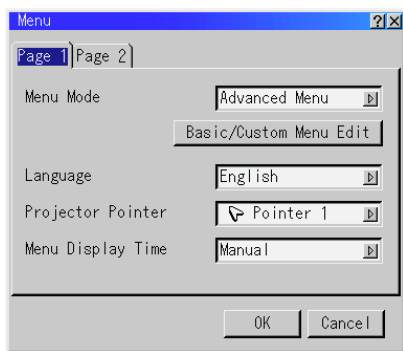 Menu ?
Page 1 Page 2
Menu Mode Advanced Menu
Basic/Custom Menu Edit
Language English
Projector Pointer Pointer 1
Menu Display Time Manual
OK Cancel